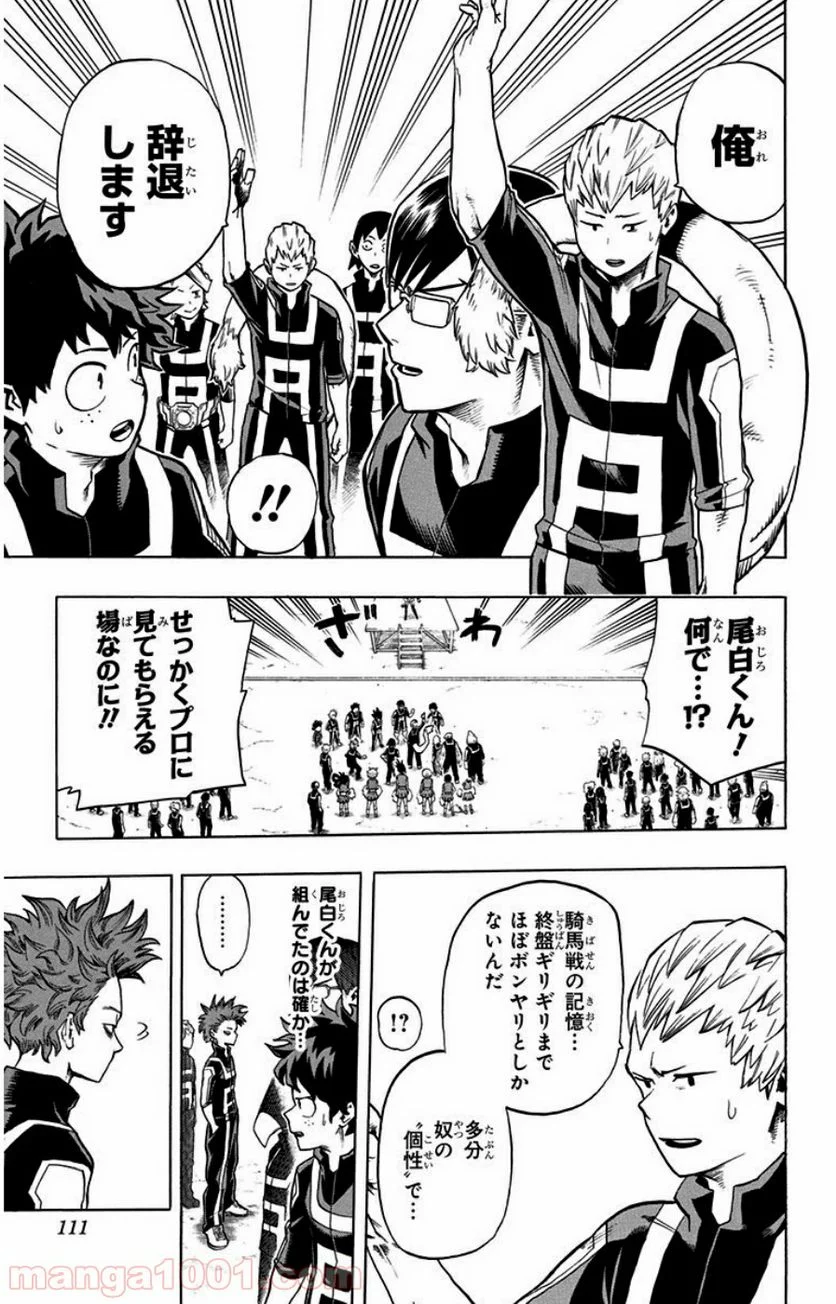 俺
辞退
します
!!
尾白くん!
何で…!?
ざわ
せっかくプロに
見てもらえる
場なのに!!
騎馬戦の記憶…
終盤ギリギリまで
ほぼボンヤリとしか
ないんだ
多分
奴の
“個性”で…
!?
尾白くんが
組んでたのは確か…
………
111
manga1001.com